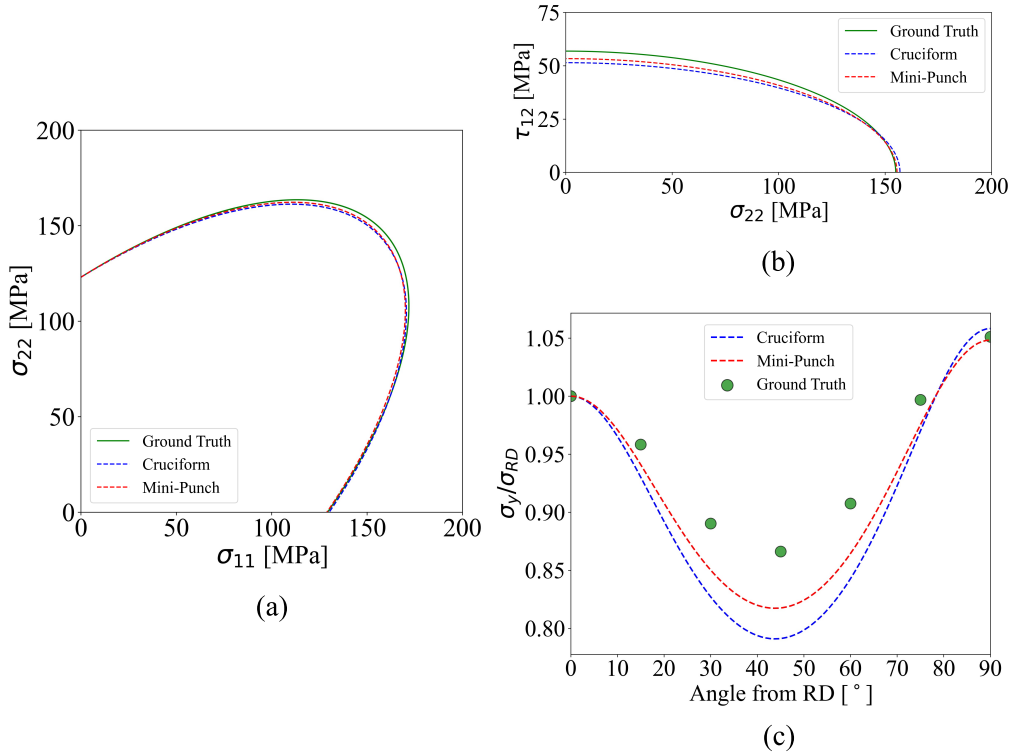 200
150
100
50
0
σ22 [MPa]
Ground Truth
Cruciform
Mini-Punch
0 50 100 150 200
σ11 [MPa]
(a)
75
50
25
0
τ12 [MPa]
Ground Truth
Cruciform
Mini-Punch
0 50 100 150 200
σ22 [MPa]
(b)
1.05
1.00
0.95
0.90
0.85
0.80
σy/σRD
Cruciform
Mini-Punch
Ground Truth
0 10 20 30 40 50 60 70 80 90
Angle from RD [°]
(c)